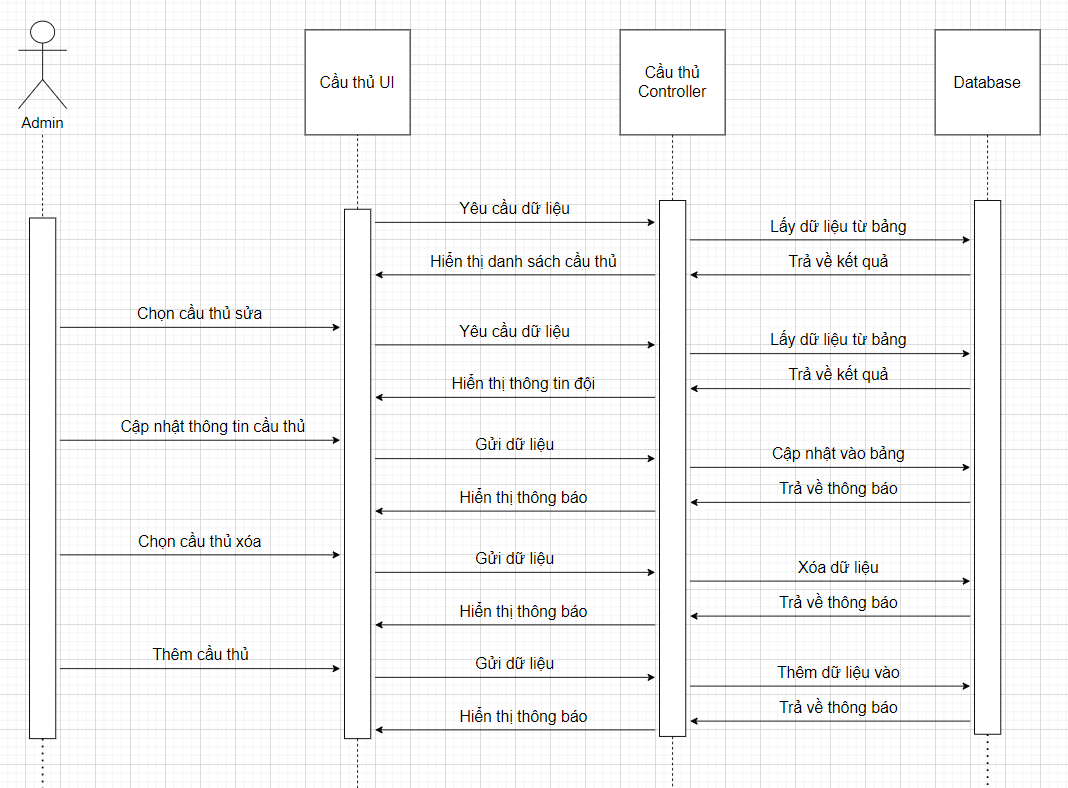 Admin
Cầu thủ UI
Cầu thủ
Controller
Database
Yêu cầu dữ liệu
Lấy dữ liệu từ bảng
Hiển thị danh sách cầu thủ
Trả về kết quả
Chọn cầu thủ sửa
Yêu cầu dữ liệu
Lấy dữ liệu từ bảng
Trả về kết quả
Hiển thị thông tin đội
Cập nhật thông tin cầu thủ
Gửi dữ liệu
Cập nhật vào bảng
Trả về thông báo
Hiển thị thông báo
Chọn cầu thủ xóa
Gửi dữ liệu
Xóa dữ liệu
Trả về thông báo
Hiển thị thông báo
Thêm cầu thủ
Gửi dữ liệu
Thêm dữ liệu vào
Trả về thông báo
Hiển thị thông báo